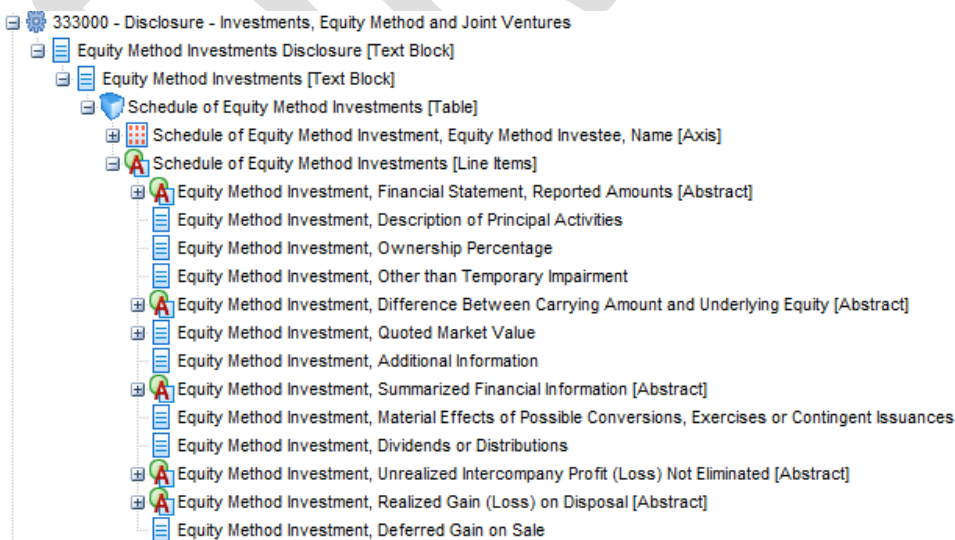 333000 - Disclosure - Investments, Equity Method and Joint Ventures
Equity Method Investments Disclosure [Text Block]
Equity Method Investments [Text Block]
Schedule of Equity Method Investments [Table]
Schedule of Equity Method Investment, Equity Method Investee, Name [Axis]
Schedule of Equity Method Investments [Line Items]
Equity Method Investment, Financial Statement, Reported Amounts [Abstract]
Equity Method Investment, Description of Principal Activities
Equity Method Investment, Ownership Percentage
Equity Method Investment, Other than Temporary Impairment
Equity Method Investment, Difference Between Carrying Amount and Underlying Equity [Abstract]
Equity Method Investment, Quoted Market Value
Equity Method Investment, Additional Information
Equity Method Investment, Summarized Financial Information [Abstract]
Equity Method Investment, Material Effects of Possible Conversions, Exercises or Contingent Issuances
Equity Method Investment, Dividends or Distributions
Equity Method Investment, Unrealized Intercompany Profit (Loss) Not Eliminated [Abstract]
Equity Method Investment, Realized Gain (Loss) on Disposal [Abstract]
Equity Method Investment, Deferred Gain on Sale